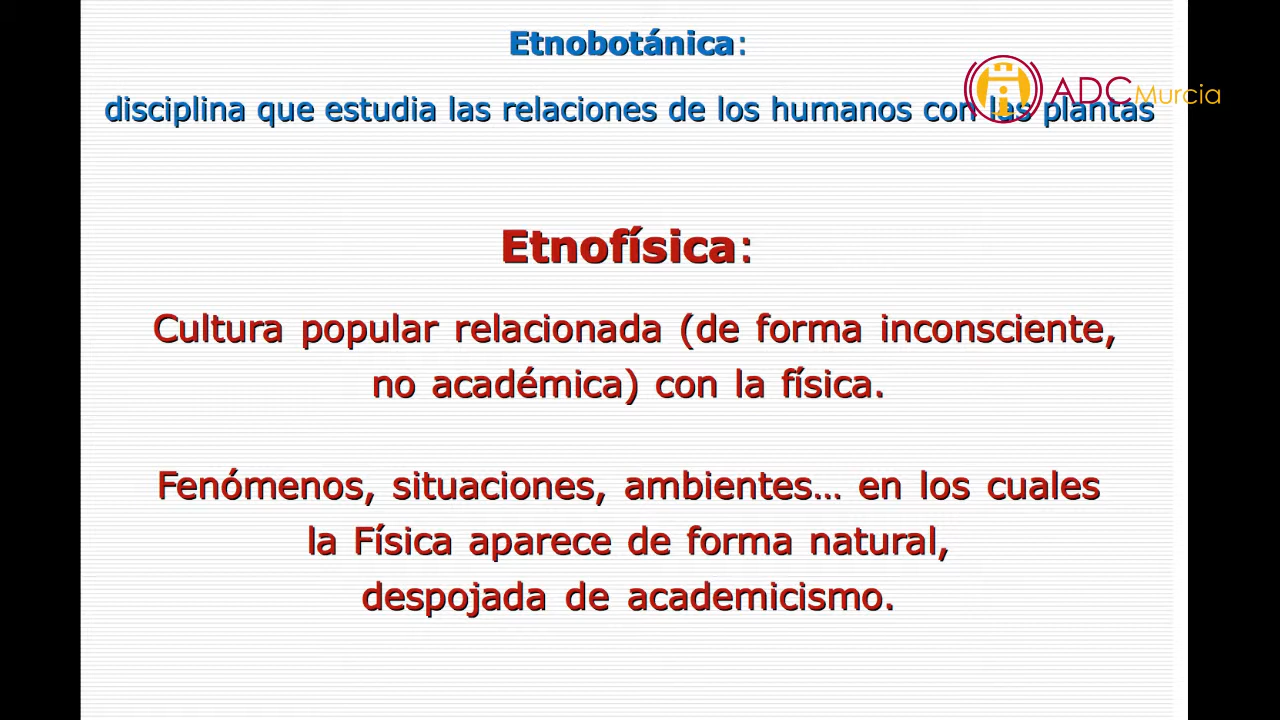 Etnobotánica:
disciplina que estudia las relaciones de los humanos con las plantas
ADCMurcia
Etnofísica:
Cultura popular relacionada (de forma inconsciente,
no académica) con la física.
Fenómenos, situaciones, ambientes… en los cuales
la Física aparece de forma natural,
despojada de academicismo.